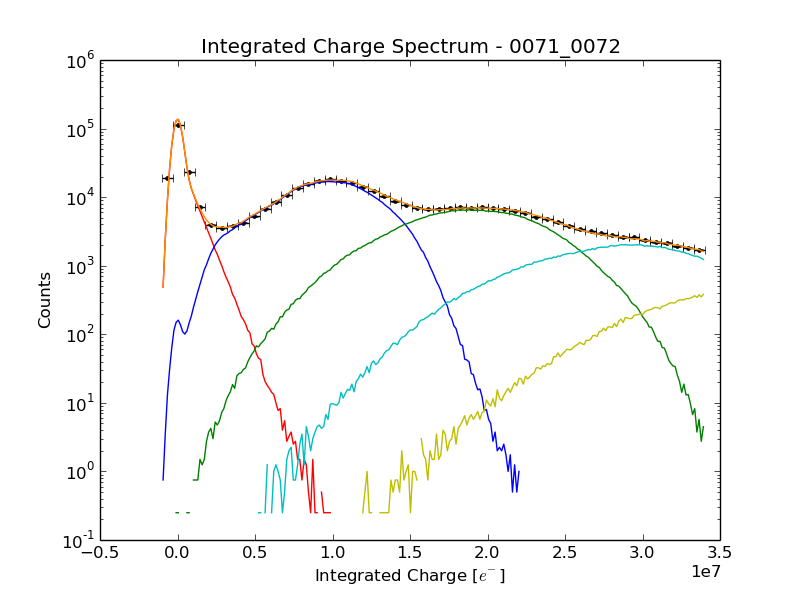 Integrated Charge Spectrum - 0071_0072
Counts
10^6
10^5
10^4
10^3
10^2
10^1
10^0
10^-1
-0.5 0.0 0.5 1.0 1.5 2.0 2.5 3.0 3.5
1e7
Integrated Charge [e^-]